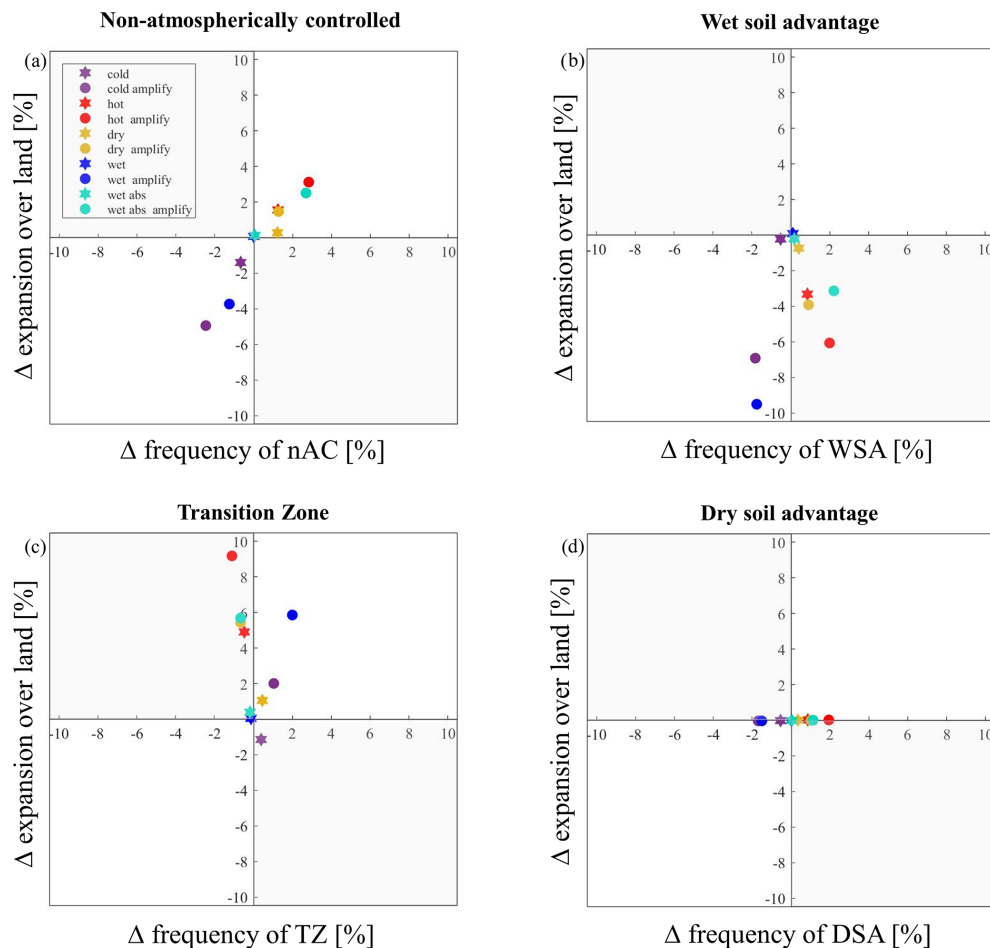 Non-atmospherically controlled
(a)
cold
cold amplify
hot
hot amplify
dry
dry amplify
wet
wet amplify
wet abs
wet abs amplify
10
8
6
4
2
-10 -8 -6 -4 -2 2 4 6 8 10
-2
-4
-6
-8
-10
Δ expansion over land [%]
Δ frequency of nAC [%]
Wet soil advantage
(b)
10
8
6
4
2
-10 -8 -6 -4 -2 2 4 6 8 10
-2
-4
-6
-8
-10
Δ expansion over land [%]
Δ frequency of WSA [%]
Transition Zone
(c)
10
8
6
4
2
-10 -8 -6 -4 -2 2 4 6 8 10
-2
-4
-6
-8
-10
Δ expansion over land [%]
Δ frequency of TZ [%]
Dry soil advantage
(d)
10
8
6
4
2
-10 -8 -6 -4 -2 2 4 6 8 10
-2
-4
-6
-8
-10
Δ expansion over land [%]
Δ frequency of DSA [%]